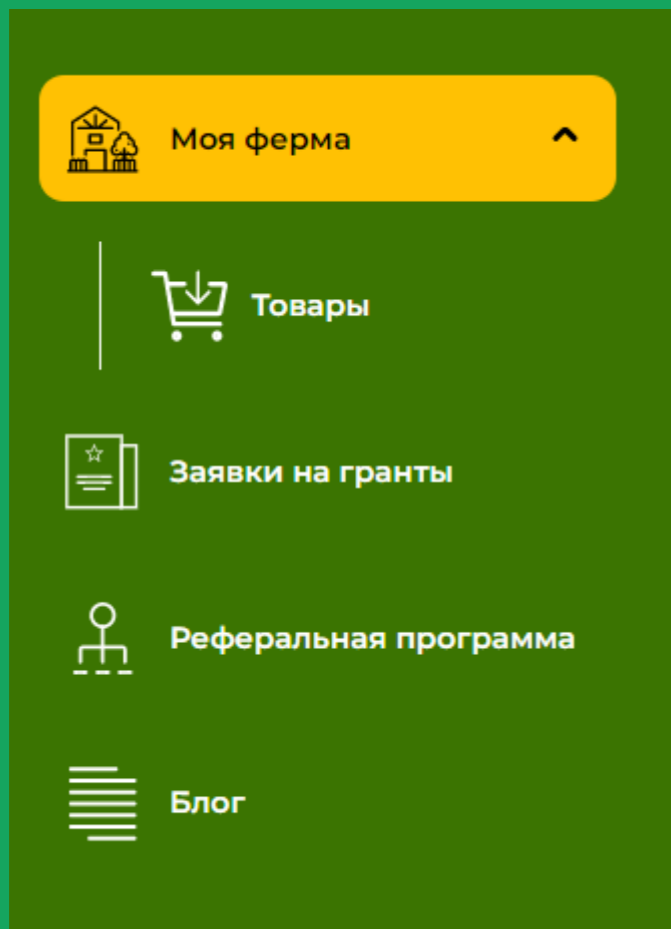 Моя ферма
Товары
Заявки на гранты
Реферальная программа
Блог